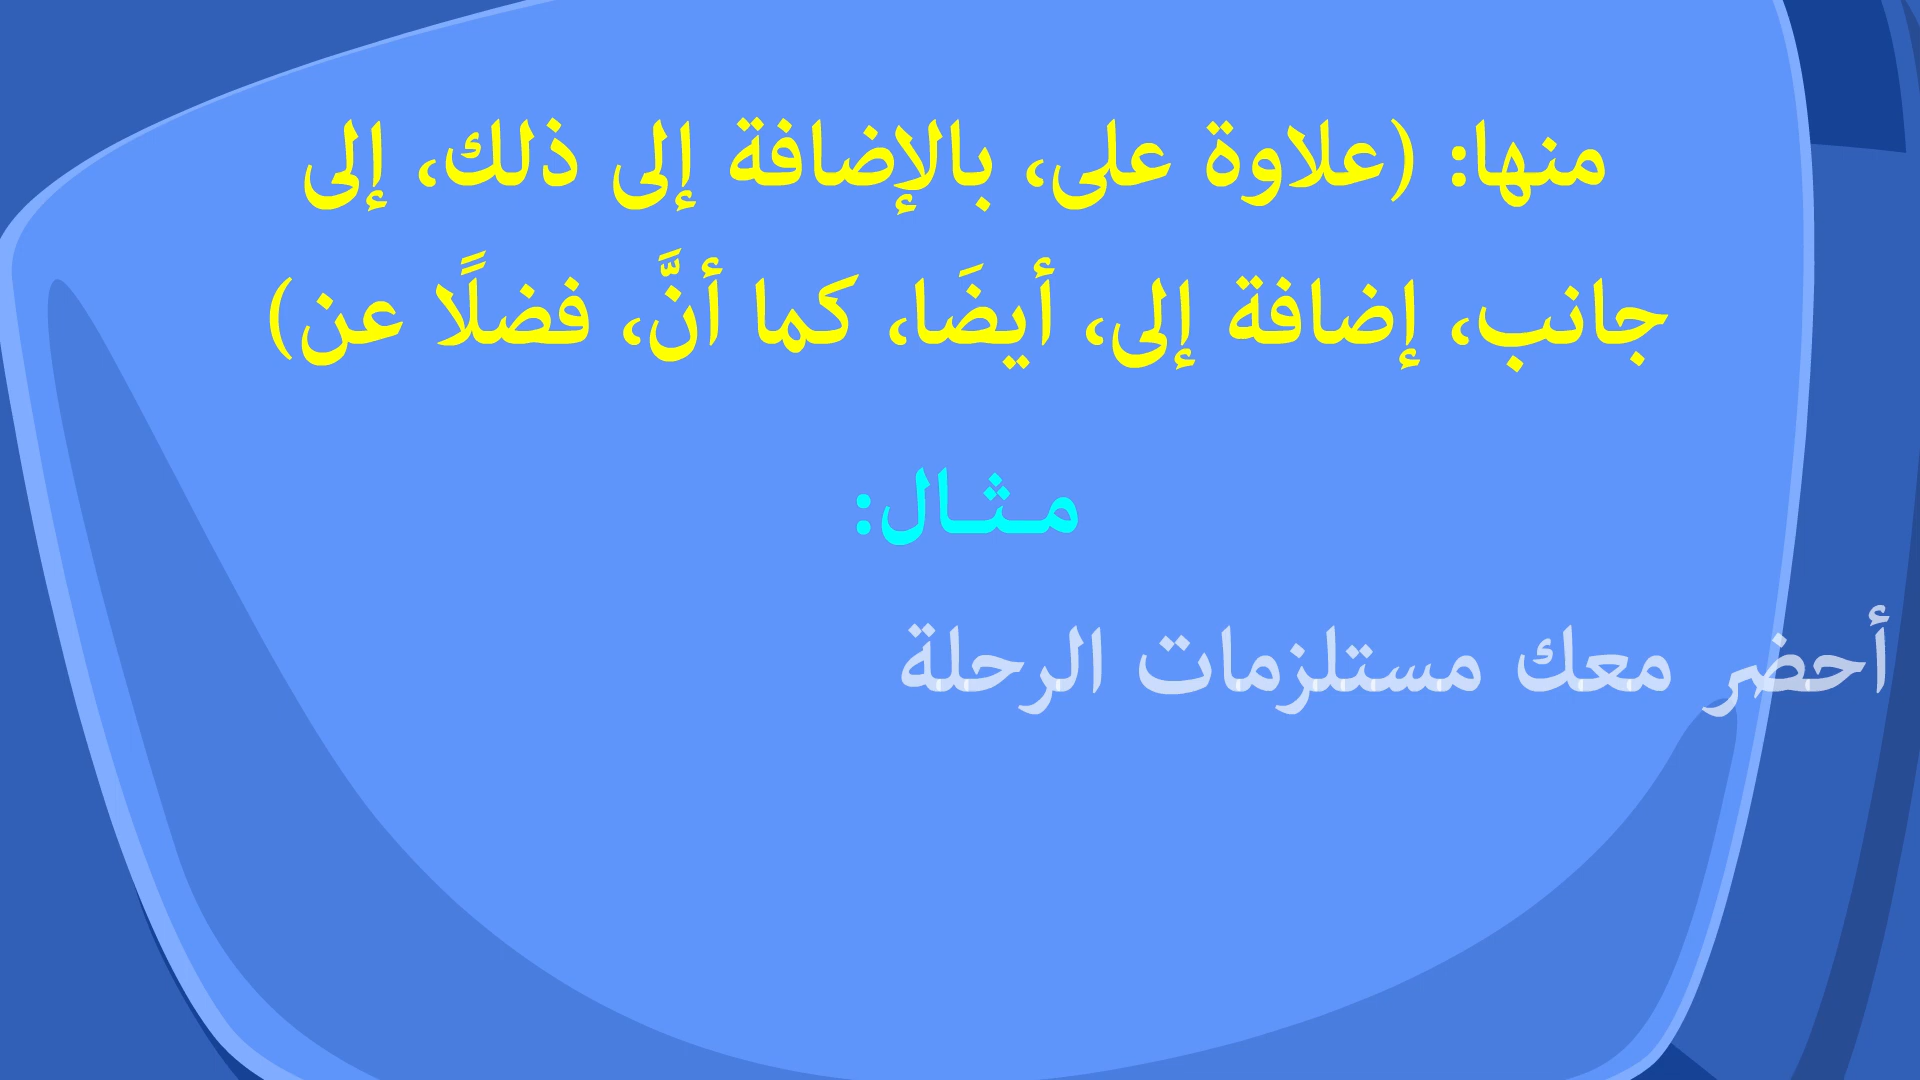 منها: (علاوة على، بالإضافة إلى ذلك، إلى
جانب، إضافة إلى، أيضَا، كما أنَّ، فضلًا عن)
مـثـال:
أحضر معك مستلزمات الرحلة